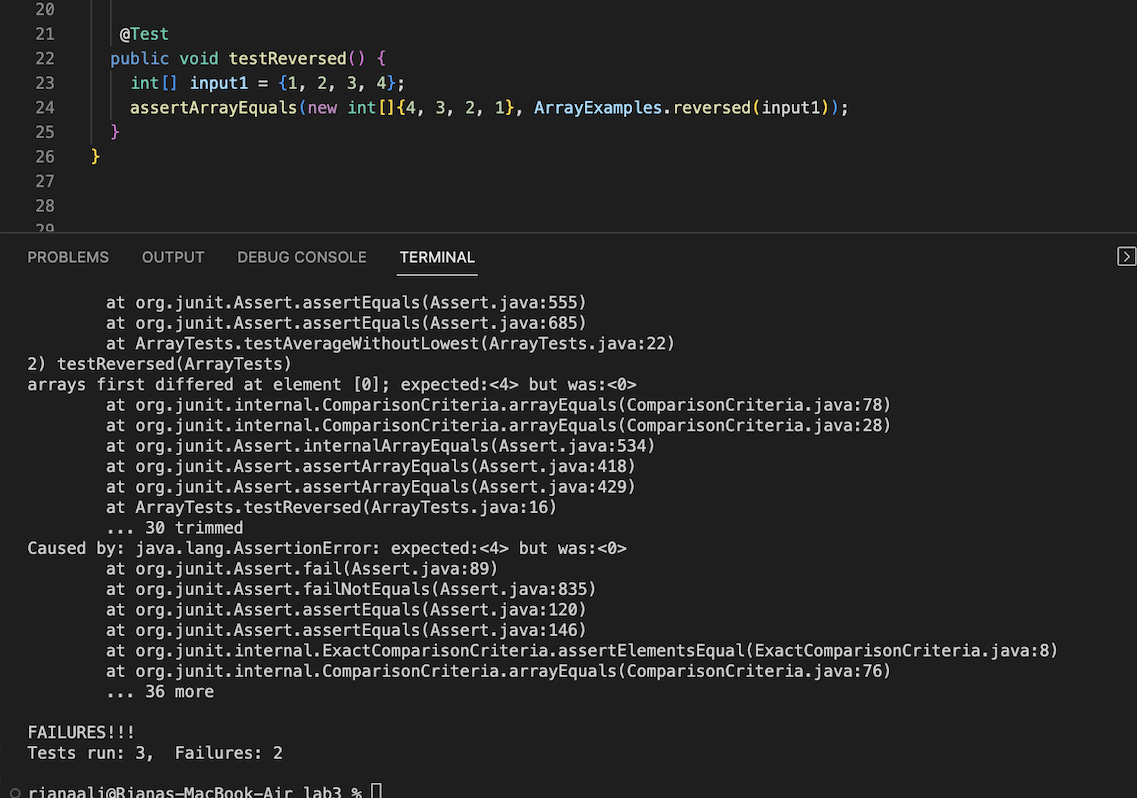 20
21 @Test
22 public void testReversed() {
23 int[] input1 = {1, 2, 3, 4};
24 assertArrayEquals(new int[]{4, 3, 2, 1}, ArrayExamples.reversed(input1));
25 }
26 }
27
28
29
PROBLEMS OUTPUT DEBUG CONSOLE TERMINAL
at org.junit.Assert.assertEquals(Assert.java:555)
at org.junit.Assert.assertEquals(Assert.java:685)
at ArrayTests.testAverageWithoutLowest(ArrayTests.java:22)
2) testReversed(ArrayTests)
arrays first differed at element [0]; expected:<4> but was:<0>
at org.junit.internal.ComparisonCriteria.arrayEquals(ComparisonCriteria.java:78)
at org.junit.internal.ComparisonCriteria.arrayEquals(ComparisonCriteria.java:28)
at org.junit.Assert.internalArrayEquals(Assert.java:534)
at org.junit.Assert.assertArrayEquals(Assert.java:418)
at org.junit.Assert.assertArrayEquals(Assert.java:429)
at ArrayTests.testReversed(ArrayTests.java:16)
... 30 trimmed
Caused by: java.lang.AssertionError: expected:<4> but was:<0>
at org.junit.Assert.fail(Assert.java:89)
at org.junit.Assert.failNotEquals(Assert.java:835)
at org.junit.Assert.assertEquals(Assert.java:120)
at org.junit.Assert.assertEquals(Assert.java:146)
at org.junit.internal.ExactComparisonCriteria.assertElementsEqual(ExactComparisonCriteria.java:8)
at org.junit.internal.ComparisonCriteria.arrayEquals(ComparisonCriteria.java:76)
... 36 more
FAILURES!!!
Tests run: 3,  Failures: 2
rianaali@Rianas-MacBook-Air lab3 %